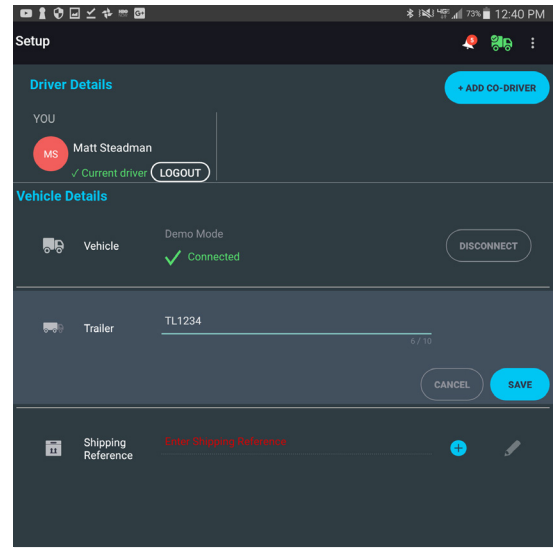 73% 12:40 PM
Setup
5
Driver Details
+ ADD CO-DRIVER
YOU
MS
Matt Steadman
✓ Current driver LOGOUT
Vehicle Details
Vehicle
Demo Mode
Connected
DISCONNECT
Trailer
TL1234
6 / 10
CANCEL SAVE
Shipping
Reference
Enter Shipping Reference